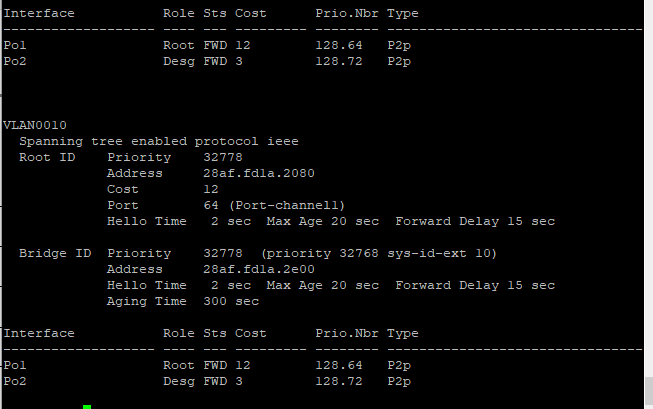 Interface           Role Sts Cost      Prio.Nbr Type
------------------- ---- --- --------- -------- --------------------------------
Po1                 Root FWD 12        128.64   P2p
Po2                 Desg FWD 3         128.72   P2p
VLAN0010
  Spanning tree enabled protocol ieee
  Root ID    Priority    32778
             Address     28af.fd1a.2080
             Cost        12
             Port        64 (Port-channel1)
             Hello Time   2 sec  Max Age 20 sec  Forward Delay 15 sec
  Bridge ID  Priority    32778  (priority 32768 sys-id-ext 10)
             Address     28af.fd1a.2e00
             Hello Time   2 sec  Max Age 20 sec  Forward Delay 15 sec
             Aging Time  300 sec
Interface           Role Sts Cost      Prio.Nbr Type
------------------- ---- --- --------- -------- --------------------------------
Po1                 Root FWD 12        128.64   P2p
Po2                 Desg FWD 3         128.72   P2p